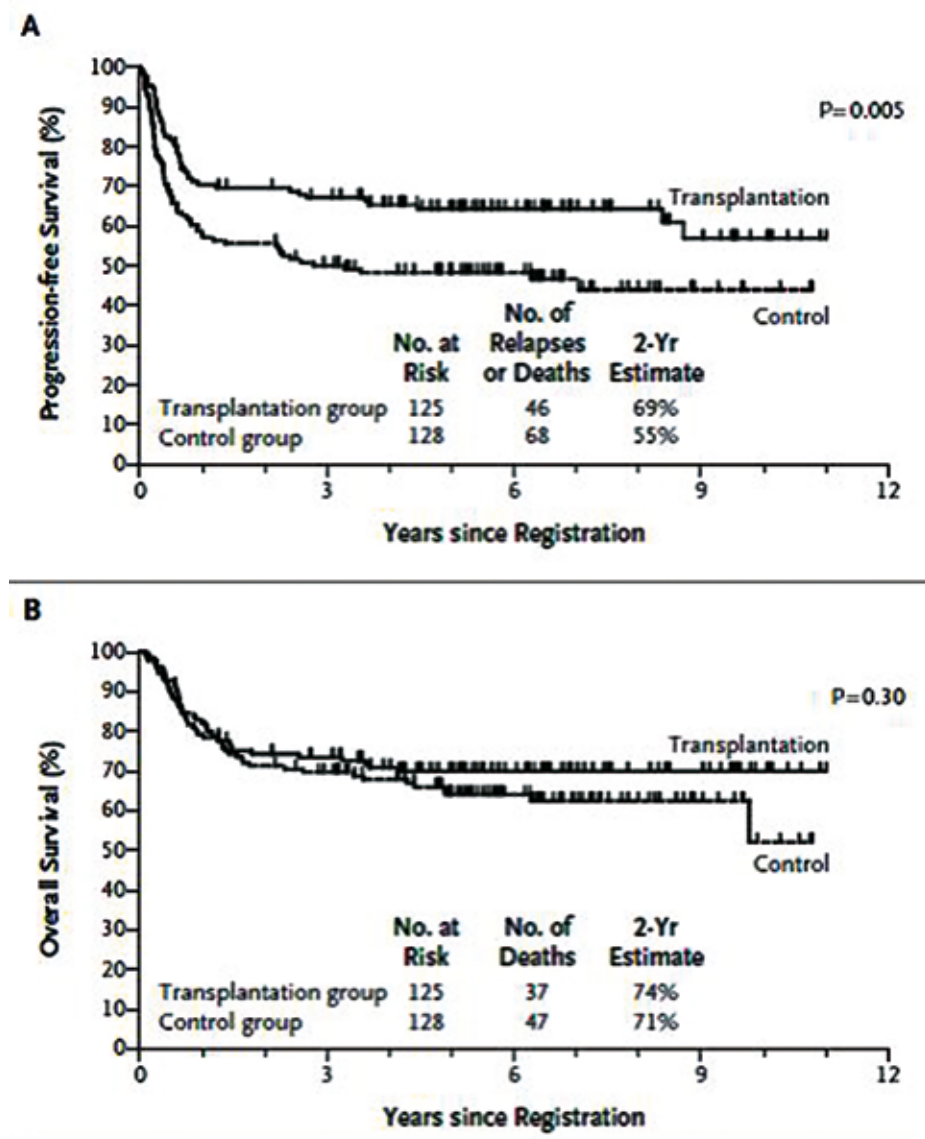 A
Progression-free Survival (%)
100
90
80
70
60
50
40
30
20
10
0
P=0.005
Transplantation
Control
No. at Risk No. of Relapses or Deaths 2-Yr Estimate
Transplantation group 125 46 69%
Control group 128 68 55%
0 3 6 9 12
Years since Registration
B
Overall Survival (%)
100
90
80
70
60
50
40
30
20
10
0
P=0.30
Transplantation
Control
No. at Risk No. of Deaths 2-Yr Estimate
Transplantation group 125 37 74%
Control group 128 47 71%
0 3 6 9 12
Years since Registration